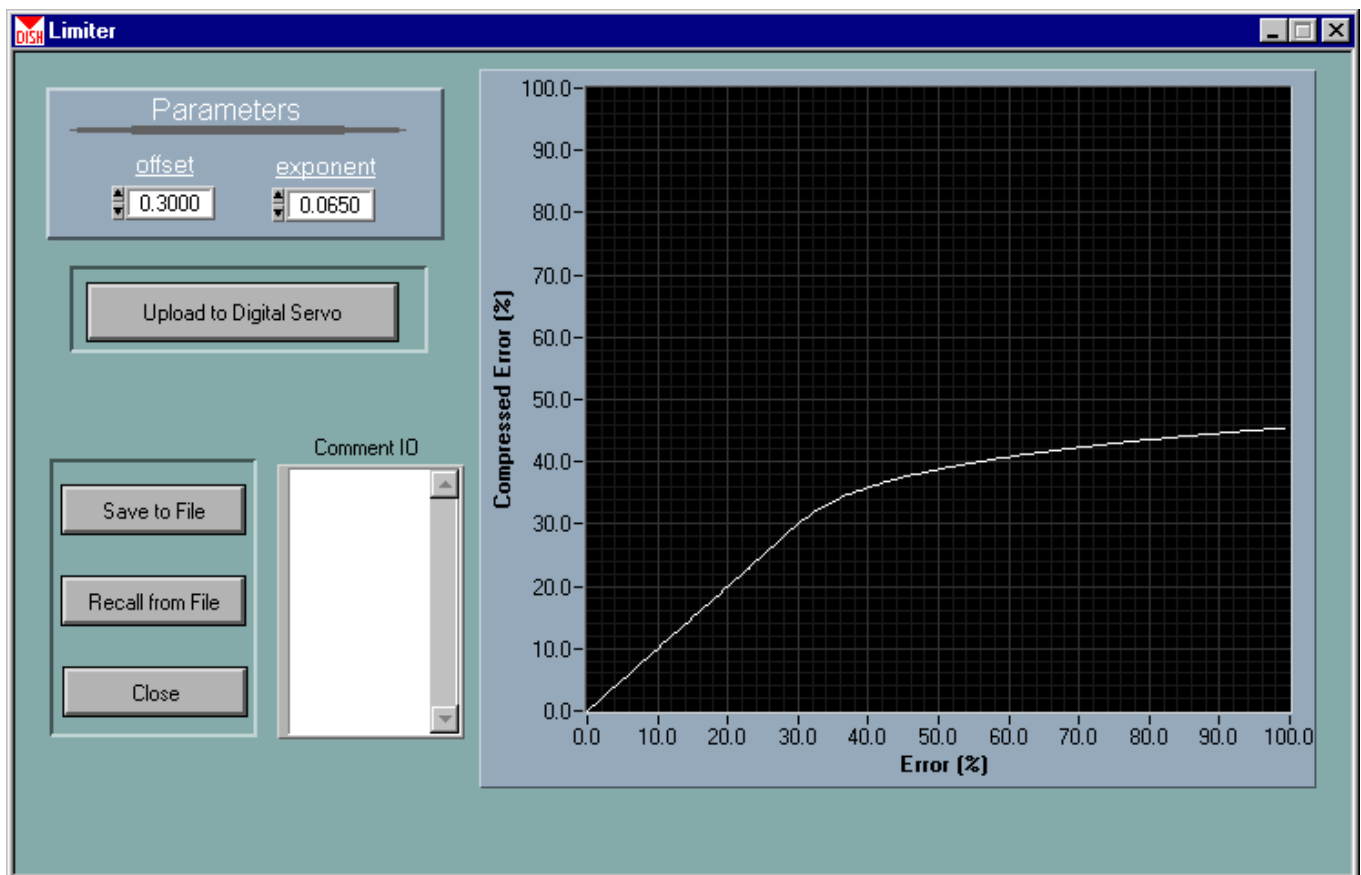 DISH Limiter
Parameters
offset exponent
0.3000 0.0650
Upload to Digital Servo
Comment IO
Save to File
Recall from File
Close
100.0
90.0
80.0
70.0
60.0
50.0
40.0
30.0
20.0
10.0
0.0
Compressed Error (%)
0.0 10.0 20.0 30.0 40.0 50.0 60.0 70.0 80.0 90.0 100.0
Error (%)